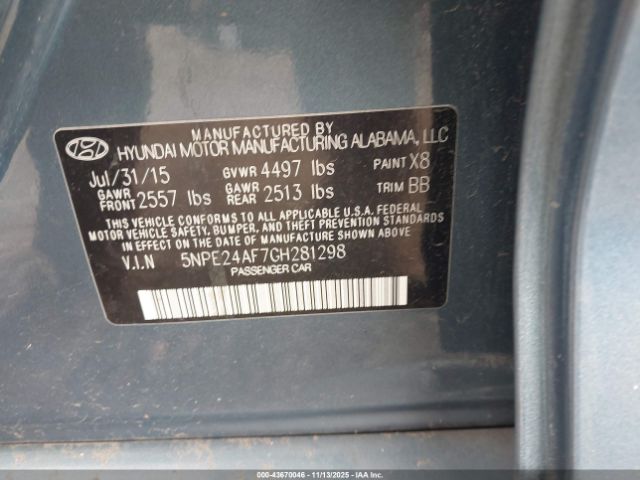 MANUFACTURED BY
HYUNDAI MOTOR MANUFACTURING ALABAMA, LLC
Jul/31/15 GVWR 4497 lbs PAINT X8
GAWR FRONT 2557 lbs GAWR REAR 2513 lbs TRIM BB
THIS VEHICLE CONFORMS TO ALL APPLICABLE U.S.A. FEDERAL
MOTOR VEHICLE SAFETY, BUMPER, AND THEFT PREVENTION STANDARDS
IN EFFECT ON THE DATE OF MANUFACTURE SHOWN ABOVE.
V.I.N 5NPE24AF7GH281298
PASSENGER CAR
© 43670046 - 11/13/2025 - IAA Inc.